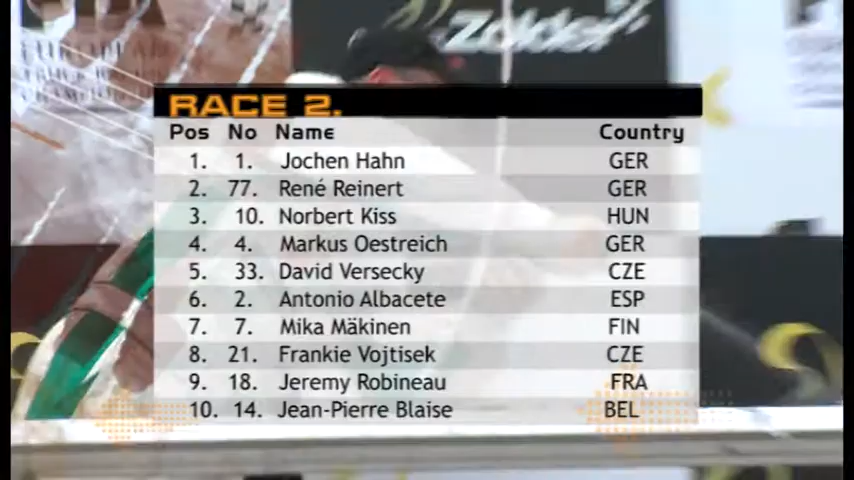 Zolder
RACE 2.
Pos No Name Country
1. 1. Jochen Hahn GER
2. 77. René Reinert GER
3. 10. Norbert Kiss HUN
4. 4. Markus Oestreich GER
5. 33. David Versecky CZE
6. 2. Antonio Albacete ESP
7. 7. Mika Mäkinen FIN
8. 21. Frankie Vojtisek CZE
9. 18. Jeremy Robineau FRA
10. 14. Jean-Pierre Blaise BEL